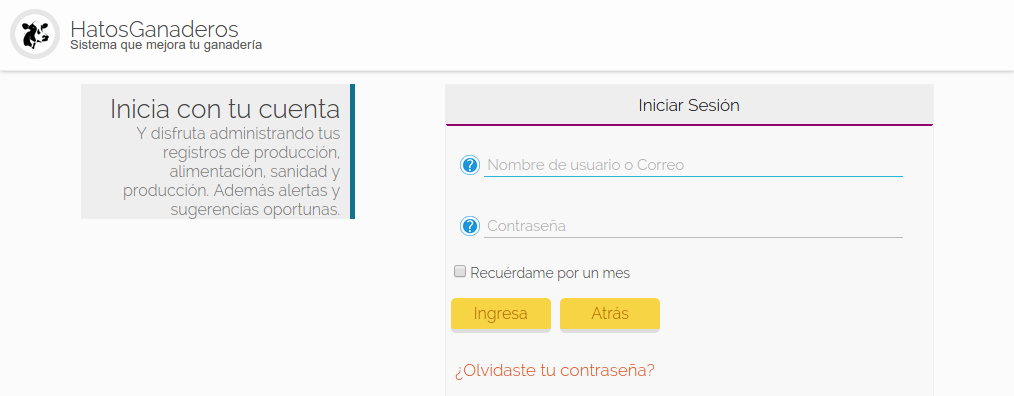 HatosGanaderos
Sistema que mejora tu ganadería
Inicia con tu cuenta
Y disfruta administrando tus
registros de producción,
alimentación, sanidad y
producción. Además alertas y
sugerencias oportunas.
Iniciar Sesión
? Nombre de usuario o Correo
? Contraseña
Recuérdame por un mes
Ingresa Atrás
¿Olvidaste tu contraseña?